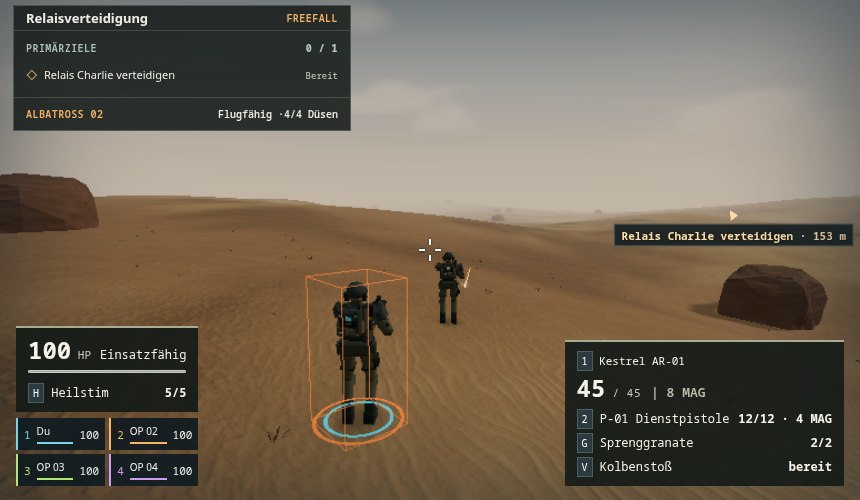 Relaisverteidigung FREEFALL
PRIMÄRZIELE 0 / 1
Relais Charlie verteidigen Bereit
ALBATROSS 02 Flugfähig ·4/4 Düsen
Relais Charlie verteidigen · 153 m
100 HP Einsatzfähig
H Heilstim 5/5
1 Du 100
2 OP 02 100
3 OP 03 100
4 OP 04 100
1 Kestrel AR-01
45 / 45 | 8 MAG
2 P-01 Dienstpistole 12/12 · 4 MAG
G Sprenggranate 2/2
V Kolbenstoß bereit